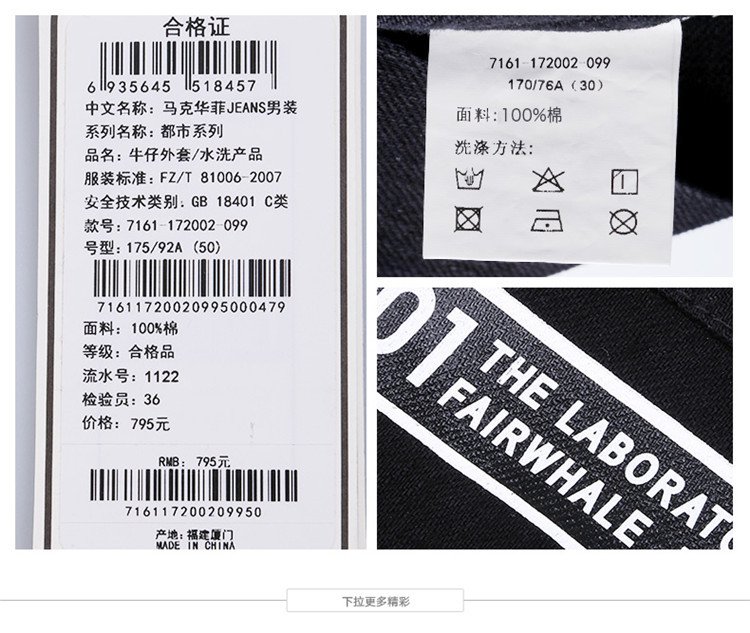 合格证
6 935645 518457
中文名称: 马克华菲JEANS男装
系列名称: 都市系列
品名: 牛仔外套/水洗产品
服装标准: FZ/T 81006-2007
安全技术类别: GB 18401 C类
款号: 7161-172002-099
号型: 175/92A (50)
71611720020995000479
面料: 100%棉
等级: 合格品
流水号: 1122
检验员: 36
价格: 795元
RMB: 795元
716117200209950
产地: 福建厦门
MADE IN CHINA
7161-172002-099
170/76A (30)
面料: 100%棉
洗涤方法:
01
THE LABORATO
FAIRWHALE
下拉更多精彩